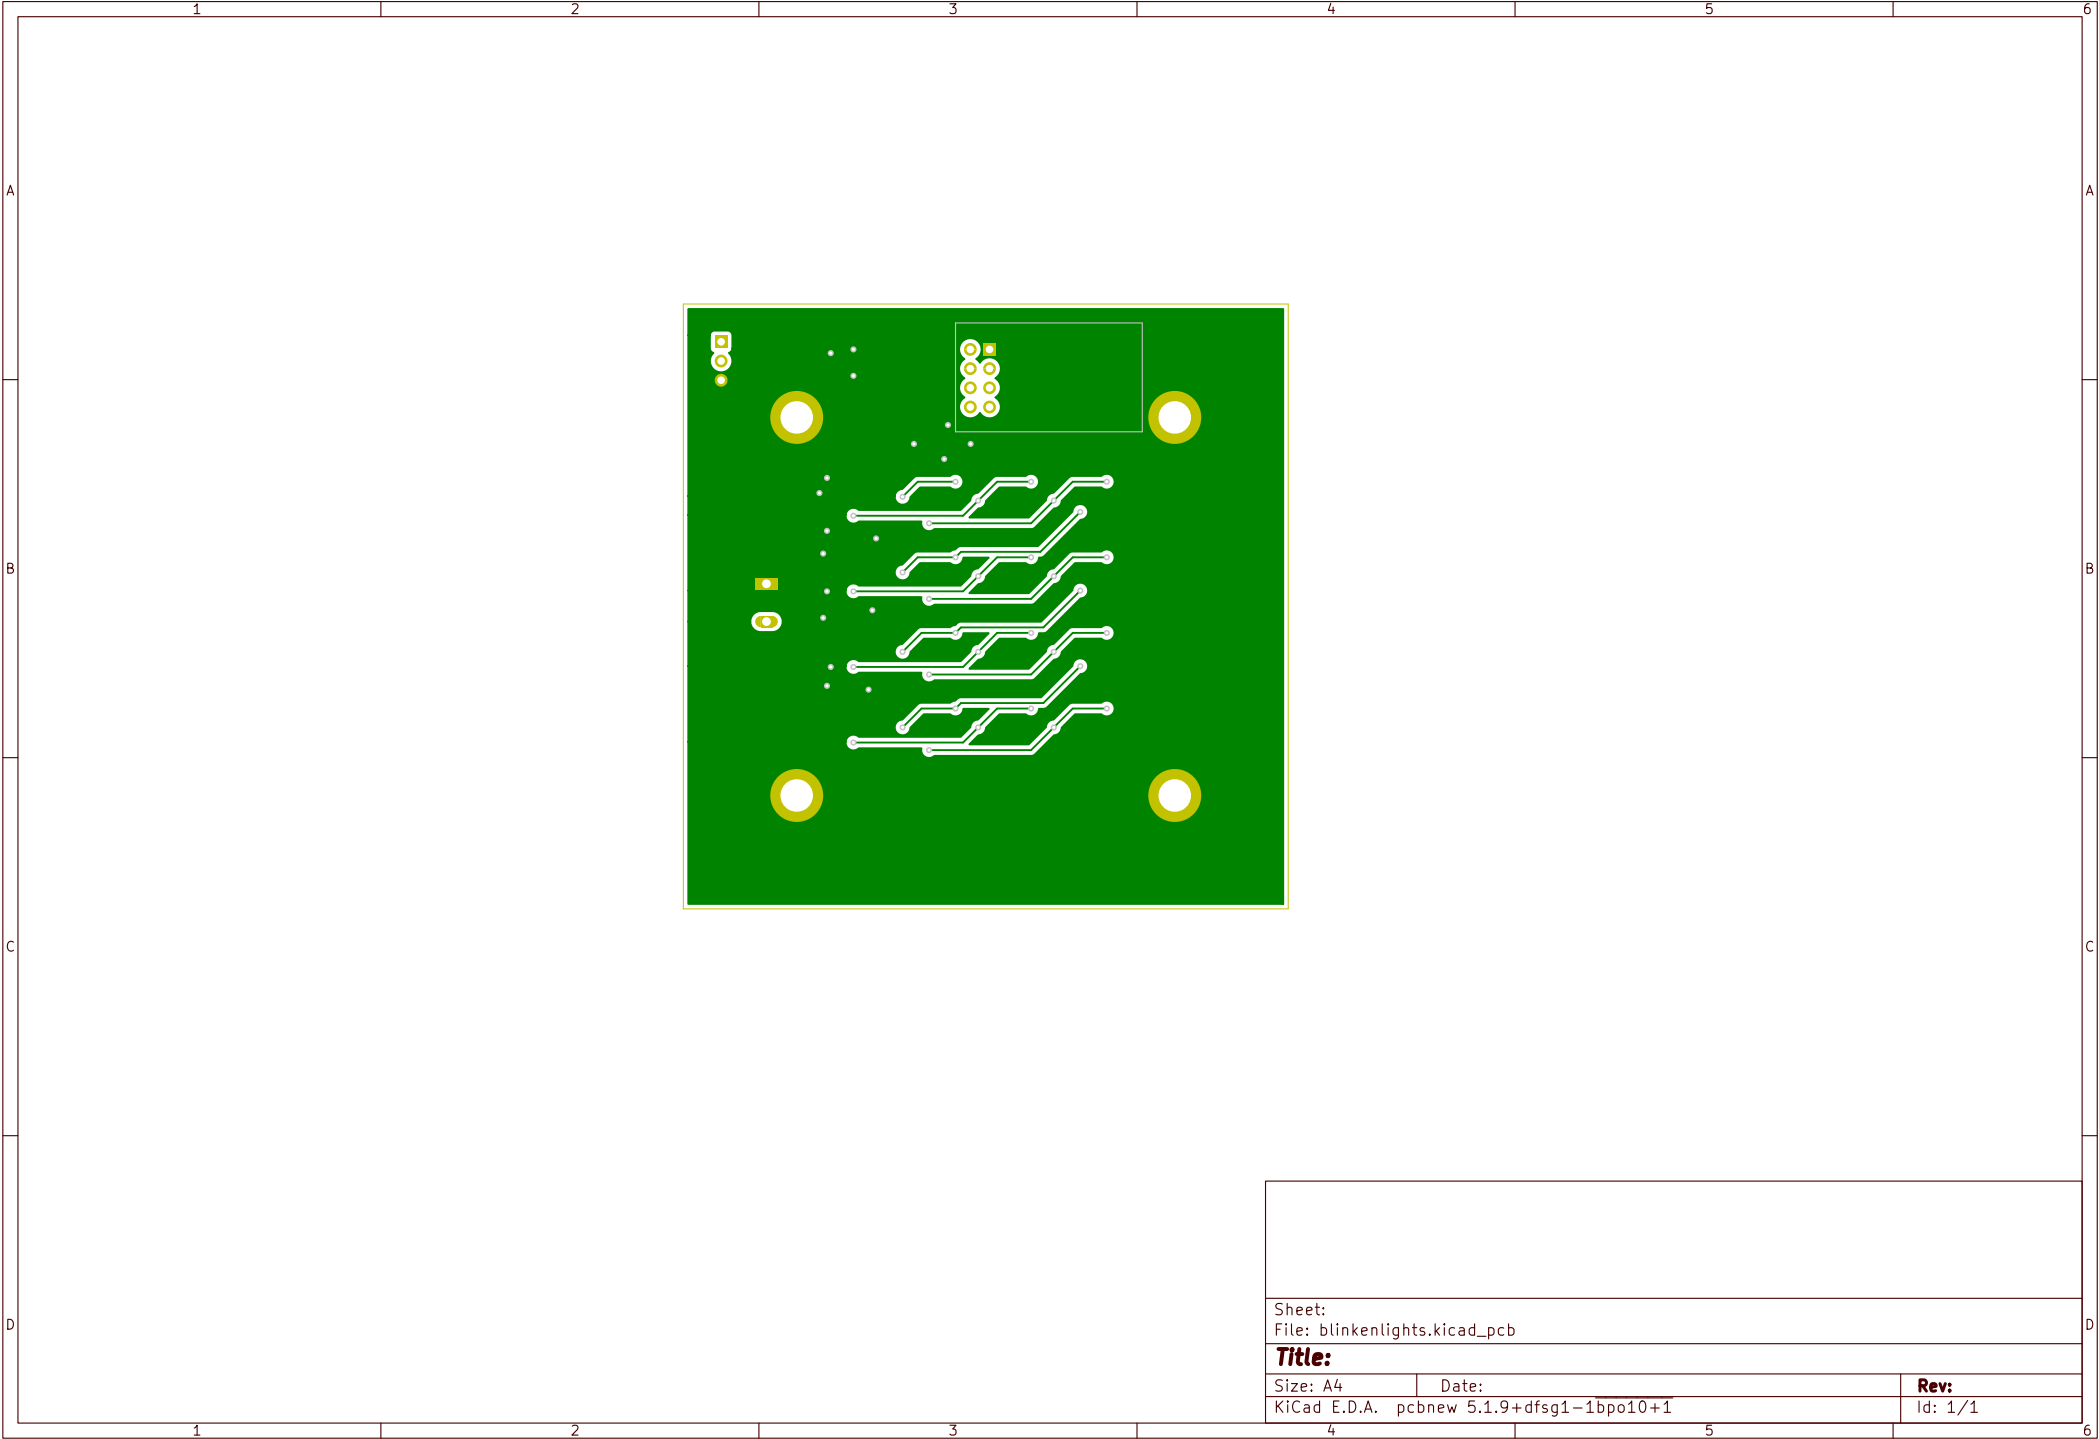 1 2 3 4 5 6
A A
B B
C C
D D
Sheet:
File: blinkenlights.kicad_pcb
Title:
Size: A4 Date: Rev:
KiCad E.D.A. pcbnew 5.1.9+dfsg1-1bpo10+1 Id: 1/1
1 2 3 4 5 6